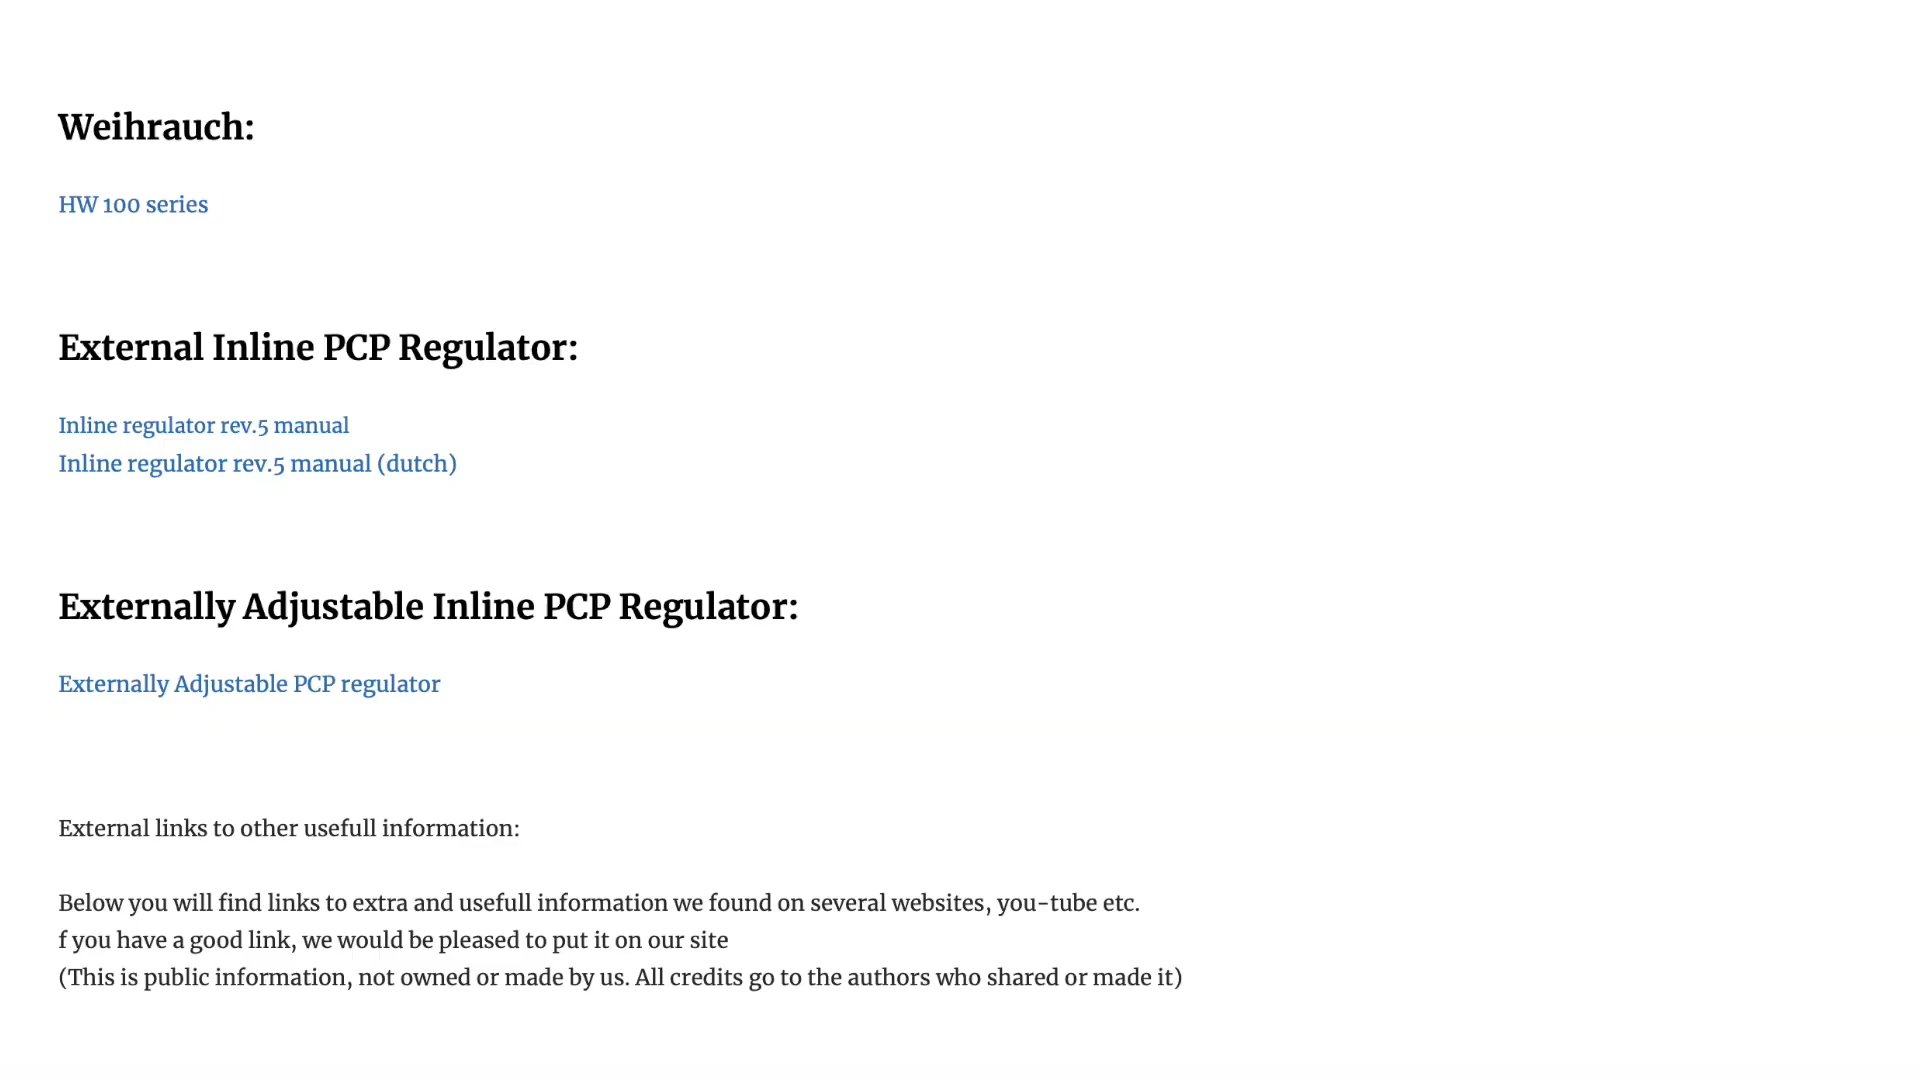 Weihrauch:
HW 100 series
External Inline PCP Regulator:
Inline regulator rev.5 manual
Inline regulator rev.5 manual (dutch)
Externally Adjustable Inline PCP Regulator:
Externally Adjustable PCP regulator
External links to other usefull information:
Below you will find links to extra and usefull information we found on several websites, you-tube etc.
f you have a good link, we would be pleased to put it on our site
(This is public information, not owned or made by us. All credits go to the authors who shared or made it)